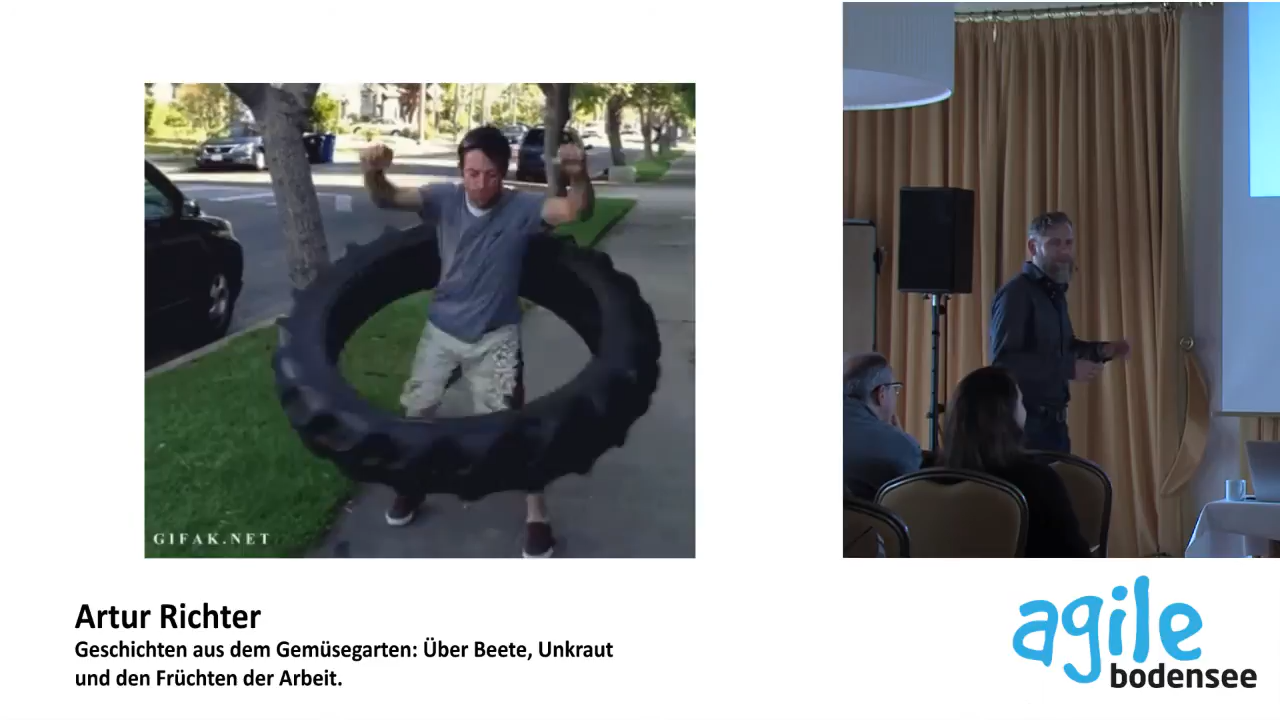 GIFAK.NET
Artur Richter
Geschichten aus dem Gemüsegarten: Über Beete, Unkraut
und den Früchten der Arbeit.
agile
bodensee